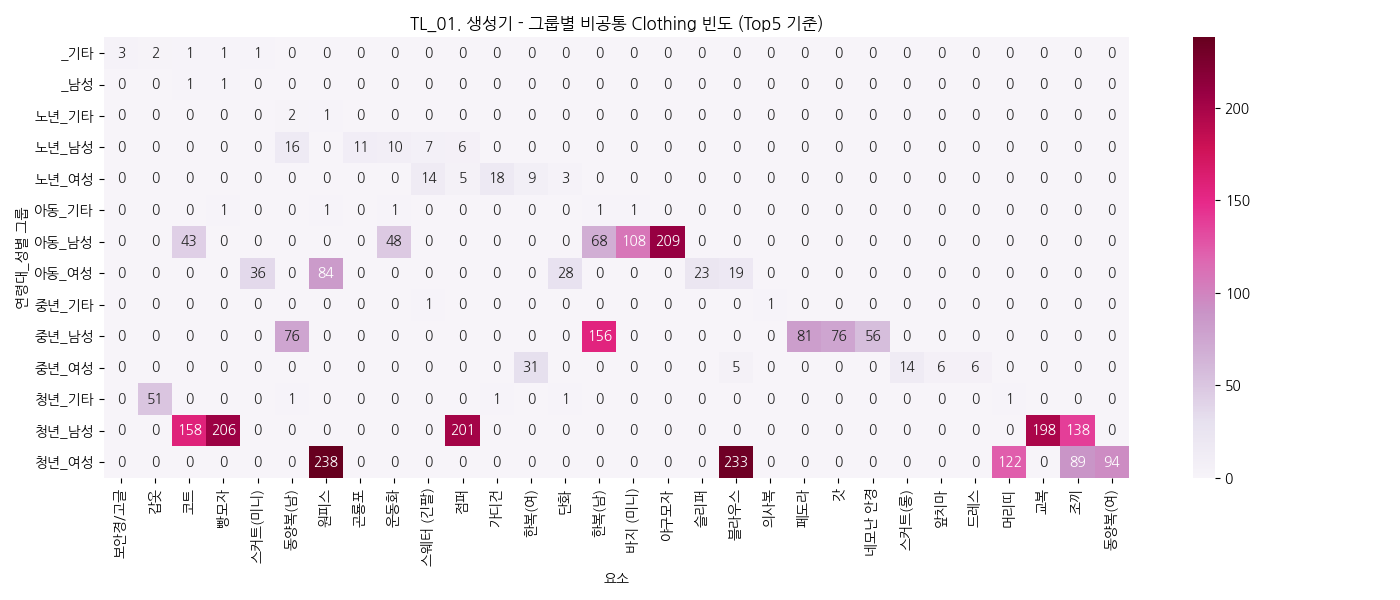 TL_01. 생성기 - 그룹별 비공통 Clothing 빈도 (Top5 기준)
연령대_성별 그룹
_기타 3 2 1 1 1 0 0 0 0 0 0 0 0 0 0 0 0 0 0 0 0 0 0 0 0 0 0 0 0 0
_남성 0 0 1 1 0 0 0 0 0 0 0 0 0 0 0 0 0 0 0 0 0 0 0 0 0 0 0 0 0 0
노년_기타 0 0 0 0 0 2 1 0 0 0 0 0 0 0 0 0 0 0 0 0 0 0 0 0 0 0 0 0 0 0
노년_남성 0 0 0 0 0 16 0 11 10 7 6 0 0 0 0 0 0 0 0 0 0 0 0 0 0 0 0 0 0 0
노년_여성 0 0 0 0 0 0 0 0 0 14 5 18 9 3 0 0 0 0 0 0 0 0 0 0 0 0 0 0 0 0
아동_기타 0 0 0 1 0 0 1 0 1 0 0 0 0 0 1 1 0 0 0 0 0 0 0 0 0 0 0 0 0 0
아동_남성 0 0 43 0 0 0 0 0 48 0 0 0 0 0 68 108 209 0 0 0 0 0 0 0 0 0 0 0 0 0
아동_여성 0 0 0 0 36 0 84 0 0 0 0 0 0 28 0 0 0 23 19 0 0 0 0 0 0 0 0 0 0 0
중년_기타 0 0 0 0 0 0 0 0 0 1 0 0 0 0 0 0 0 0 0 1 0 0 0 0 0 0 0 0 0 0
중년_남성 0 0 0 0 0 76 0 0 0 0 0 0 0 0 156 0 0 0 0 0 81 76 56 0 0 0 0 0 0 0
중년_여성 0 0 0 0 0 0 0 0 0 0 0 0 31 0 0 0 0 0 5 0 0 0 0 14 6 6 0 0 0 0
청년_기타 0 51 0 0 0 1 0 0 0 0 0 1 0 1 0 0 0 0 0 0 0 0 0 0 0 0 1 0 0 0
청년_남성 0 0 158 206 0 0 0 0 0 0 201 0 0 0 0 0 0 0 0 0 0 0 0 0 0 0 0 198 138 0
청년_여성 0 0 0 0 0 0 238 0 0 0 0 0 0 0 0 0 0 0 233 0 0 0 0 0 0 0 122 0 89 94
보안경/고글
갑옷
코트
빵모자
스커트(미니)
동양복(남)
원피스
곤룡포
운동화
스웨터 (긴팔)
점퍼
가디건
한복(여)
단화
한복(남)
바지 (미니)
야구모자
슬리퍼
블라우스
의사복
페도라
갓
네모난 안경
스커트(롱)
앞치마
드레스
머리띠
교복
조끼
동양복(여)
요소
200
150
100
50
0